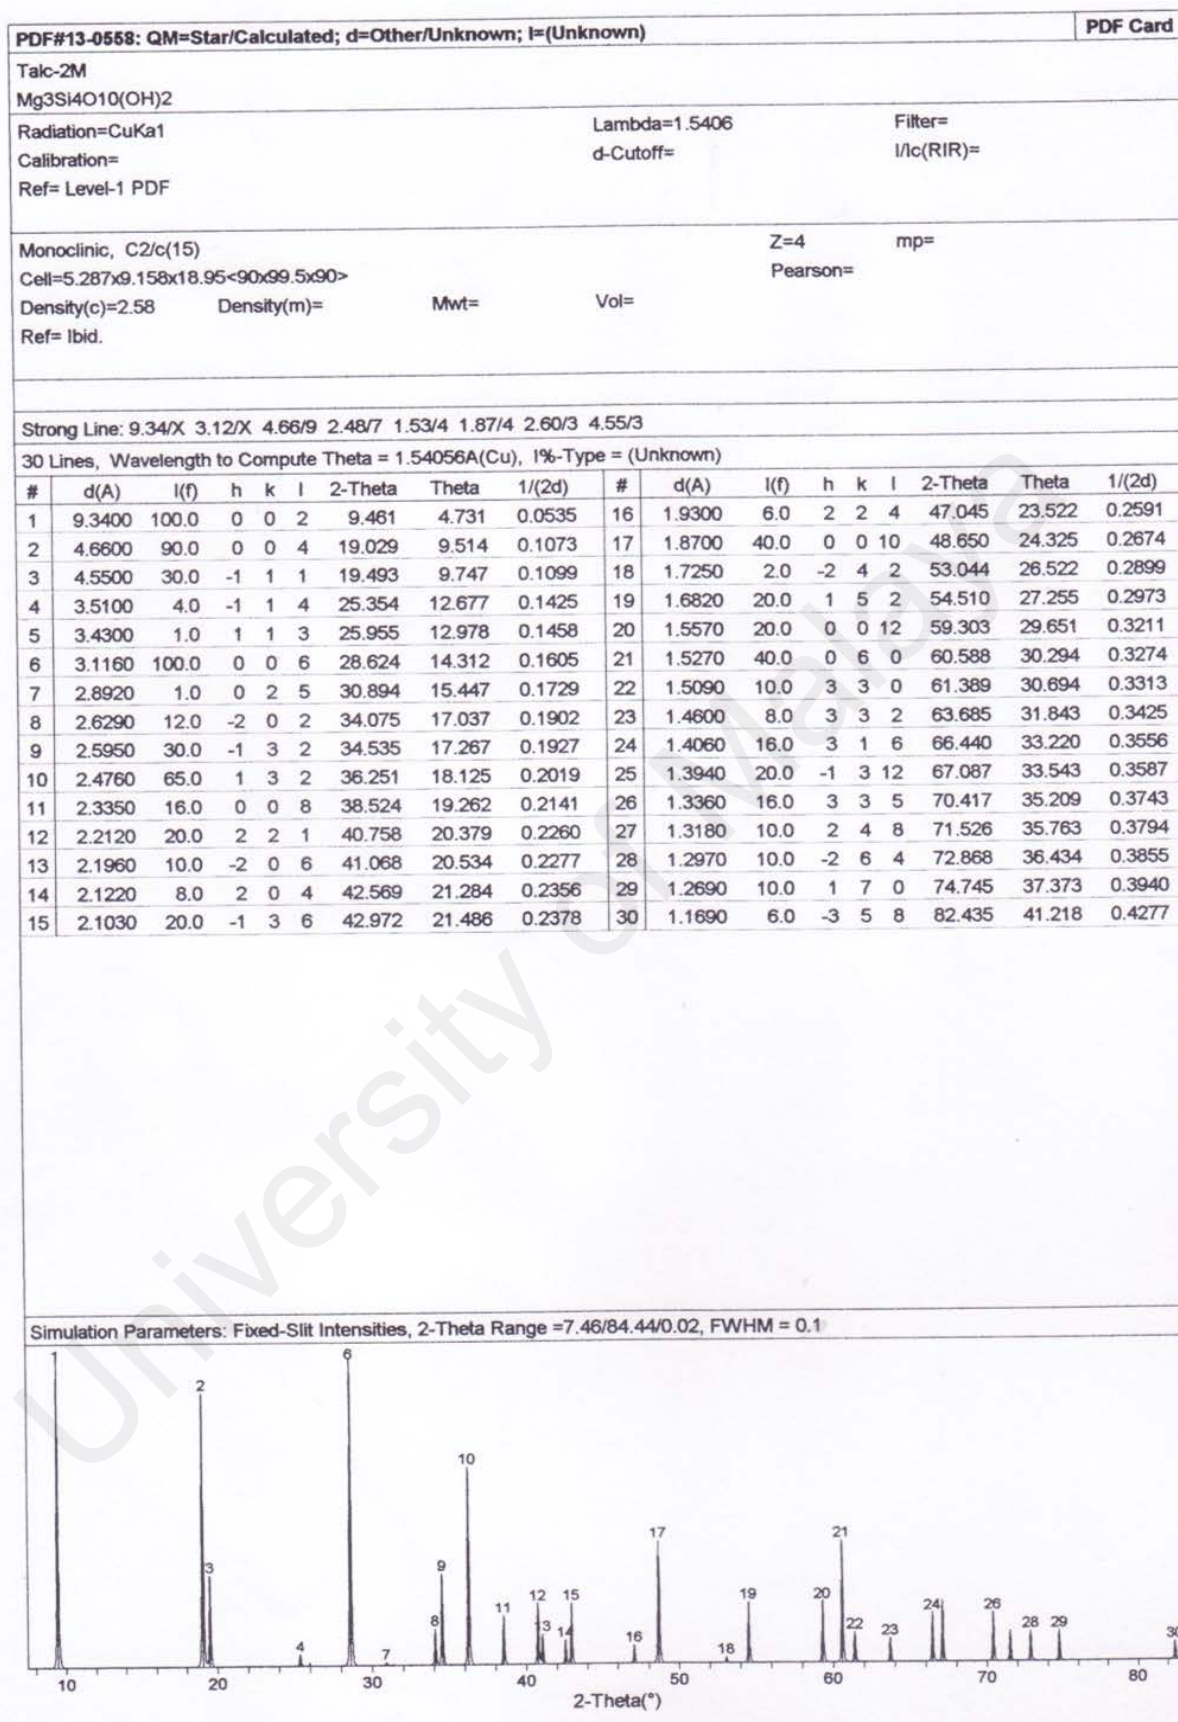 PDF#13-0558: QM=Star/Calculated; d=Other/Unknown; I=(Unknown) PDF Card
Talc-2M
Mg3Si4O10(OH)2
Radiation=CuKa1 Lambda=1.5406 Filter=
Calibration= d-Cutoff= I/Ic(RIR)=
Ref= Level-1 PDF
Monoclinic, C2/c(15) Z=4 mp=
Cell=5.287x9.158x18.95<90x99.5x90> Pearson=
Density(c)=2.58 Density(m)= Mwt= Vol=
Ref= Ibid.
Strong Line: 9.34/X 3.12/X 4.66/9 2.48/7 1.53/4 1.87/4 2.60/3 4.55/3
30 Lines, Wavelength to Compute Theta = 1.54056A(Cu), I%-Type = (Unknown)
# d(A) I(f) h k l 2-Theta Theta 1/(2d) # d(A) I(f) h k l 2-Theta Theta 1/(2d)
1 9.3400 100.0 0 0 2 9.461 4.731 0.0535 16 1.9300 6.0 2 2 4 47.045 23.522 0.2591
2 4.6600 90.0 0 0 4 19.029 9.514 0.1073 17 1.8700 40.0 0 0 10 48.650 24.325 0.2674
3 4.5500 30.0 -1 1 1 19.493 9.747 0.1099 18 1.7250 2.0 -2 4 2 53.044 26.522 0.2899
4 3.5100 4.0 -1 1 4 25.354 12.677 0.1425 19 1.6820 20.0 1 5 2 54.510 27.255 0.2973
5 3.4300 1.0 1 1 3 25.955 12.978 0.1458 20 1.5570 20.0 0 0 12 59.303 29.651 0.3211
6 3.1160 100.0 0 0 6 28.624 14.312 0.1605 21 1.5270 40.0 0 6 0 60.588 30.294 0.3274
7 2.8920 1.0 0 2 5 30.894 15.447 0.1729 22 1.5090 10.0 3 3 0 61.389 30.694 0.3313
8 2.6290 12.0 -2 0 2 34.075 17.037 0.1902 23 1.4600 8.0 3 3 2 63.685 31.843 0.3425
9 2.5950 30.0 -1 3 2 34.535 17.267 0.1927 24 1.4060 16.0 3 1 6 66.440 33.220 0.3556
10 2.4760 65.0 1 3 2 36.251 18.125 0.2019 25 1.3940 20.0 -1 3 12 67.087 33.543 0.3587
11 2.3350 16.0 0 0 8 38.524 19.262 0.2141 26 1.3360 16.0 3 3 5 70.417 35.209 0.3743
12 2.2120 20.0 2 2 1 40.758 20.379 0.2260 27 1.3180 10.0 2 4 8 71.526 35.763 0.3794
13 2.1960 10.0 -2 0 6 41.068 20.534 0.2277 28 1.2970 10.0 -2 6 4 72.868 36.434 0.3855
14 2.1220 8.0 2 0 4 42.569 21.284 0.2356 29 1.2690 10.0 1 7 0 74.745 37.373 0.3940
15 2.1030 20.0 -1 3 6 42.972 21.486 0.2378 30 1.1690 6.0 -3 5 8 82.435 41.218 0.4277
University of Malaya
Simulation Parameters: Fixed-Slit Intensities, 2-Theta Range =7.46/84.44/0.02, FWHM = 0.1
1 6
2
10
17 21
3 9
8 11 12 13 14 15 19 20 24 26
4 7 16 18 22 23 28 29 30
10 20 30 40 50 60 70 80
2-Theta(°)